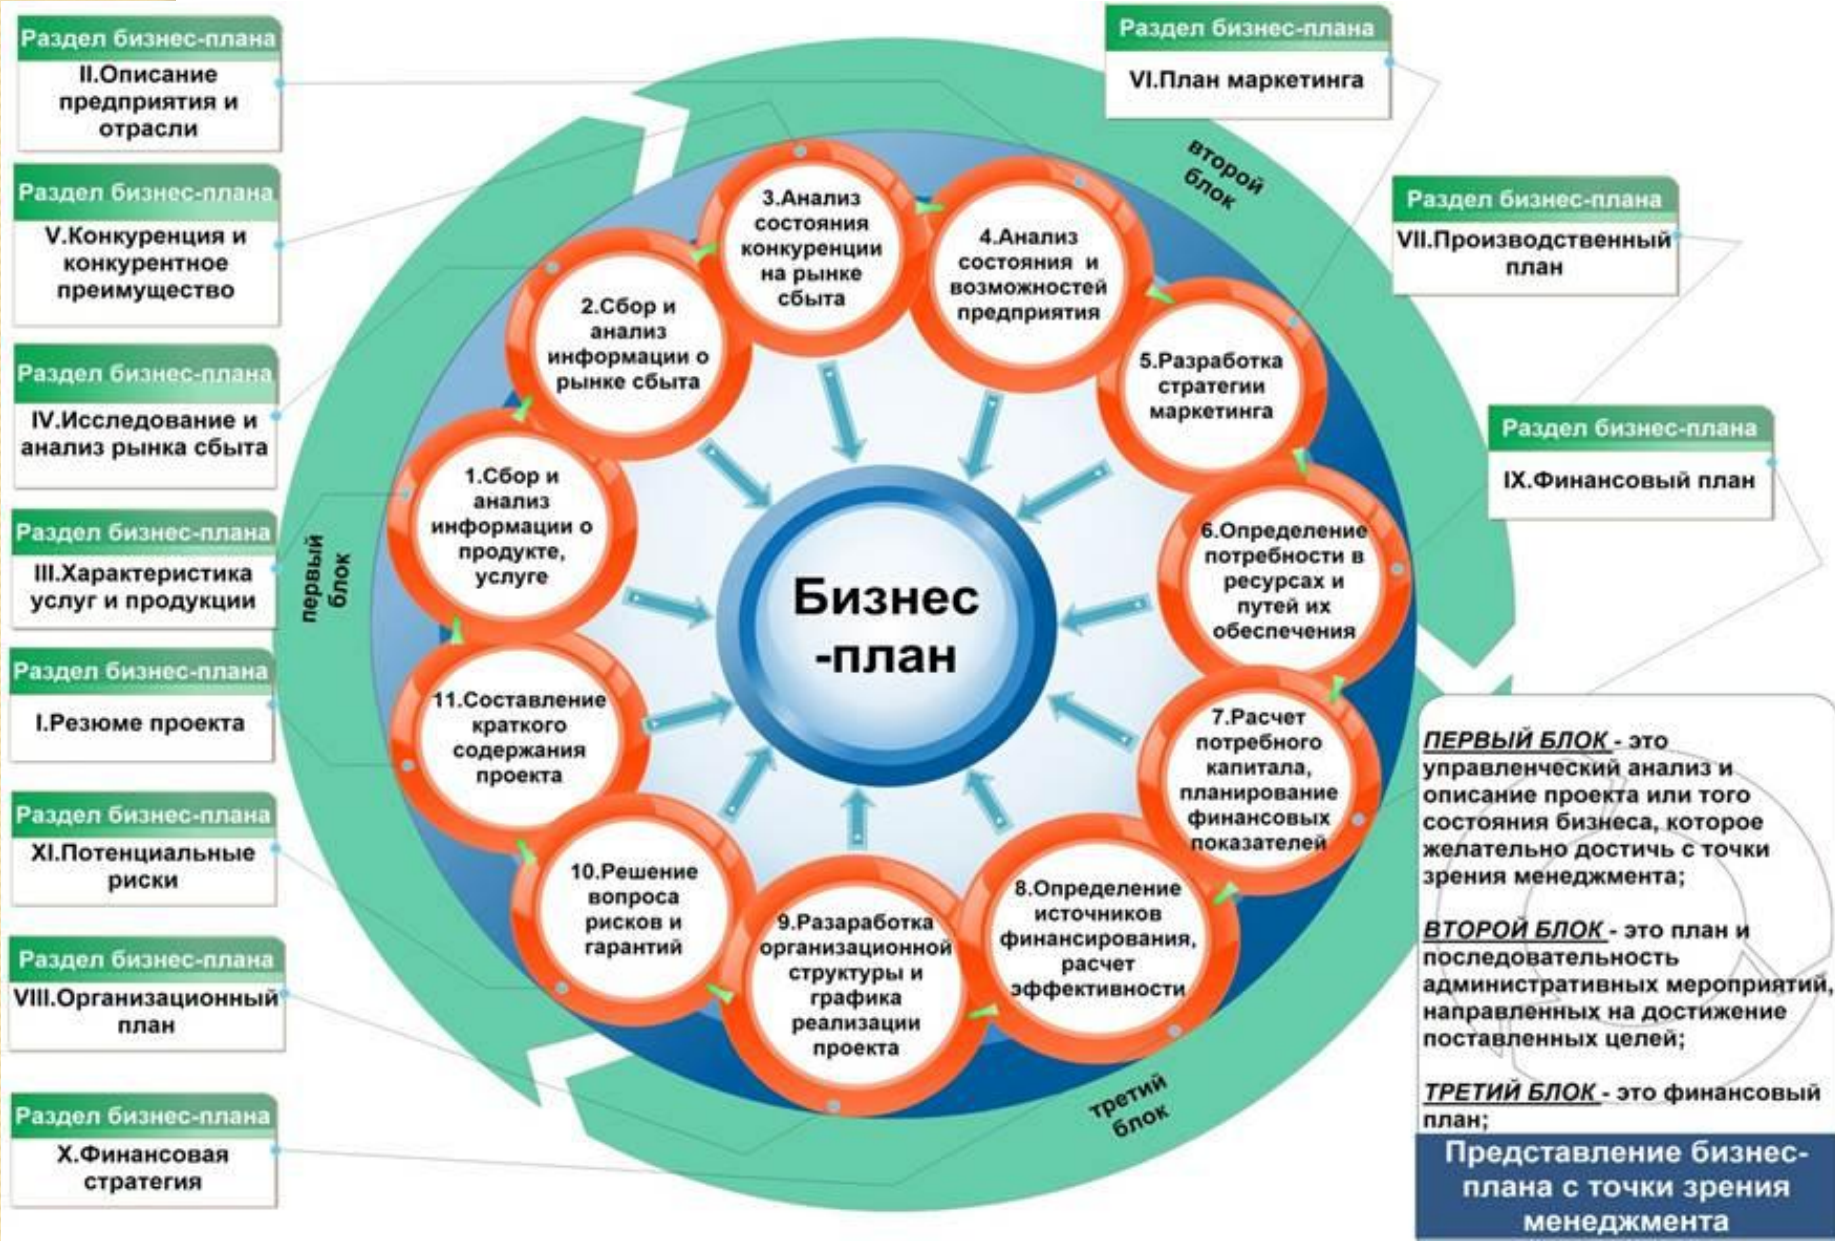 Раздел бизнес-плана
II.Описание
предприятия и
отрасли
Раздел бизнес-плана
V.Конкуренция и
конкурентное
преимущество
Раздел бизнес-плана
IV.Исследование и
анализ рынка сбыта
Раздел бизнес-плана
III.Характеристика
услуг и продукции
Раздел бизнес-плана
I.Резюме проекта
Раздел бизнес-плана
XI.Потенциальные
риски
Раздел бизнес-плана
VIII.Организационный
план
Раздел бизнес-плана
X.Финансовая
стратегия
первый
блок
второй
блок
третий
блок
1.Сбор и
анализ
информации о
продукте,
услуге
2.Сбор и
анализ
информации о
рынке сбыта
3.Анализ
состояния
конкуренции
на рынке
сбыта
4.Анализ
состояния и
возможностей
предприятия
5.Разработка
стратегии
маркетинга
6.Определение
потребности в
ресурсах и
путей их
обеспечения
7.Расчет
потребного
капитала,
планирование
финансовых
показателей
8.Определение
источников
финансирования,
расчет
эффективности
9.Разаработка
организационной
структуры и
графика
реализации
проекта
10.Решение
вопроса
рисков и
гарантий
11.Составление
краткого
содержания
проекта
Бизнес
-план
Раздел бизнес-плана
VI.План маркетинга
Раздел бизнес-плана
VII.Производственный
план
Раздел бизнес-плана
IX.Финансовый план
ПЕРВЫЙ БЛОК - это
управленческий анализ и
описание проекта или того
состояния бизнеса, которое
желательно достичь с точки
зрения менеджмента;
ВТОРОЙ БЛОК - это план и
последовательность
административных мероприятий,
направленных на достижение
поставленных целей;
ТРЕТИЙ БЛОК - это финансовый
план;
Представление бизнес-
плана с точки зрения
менеджмента